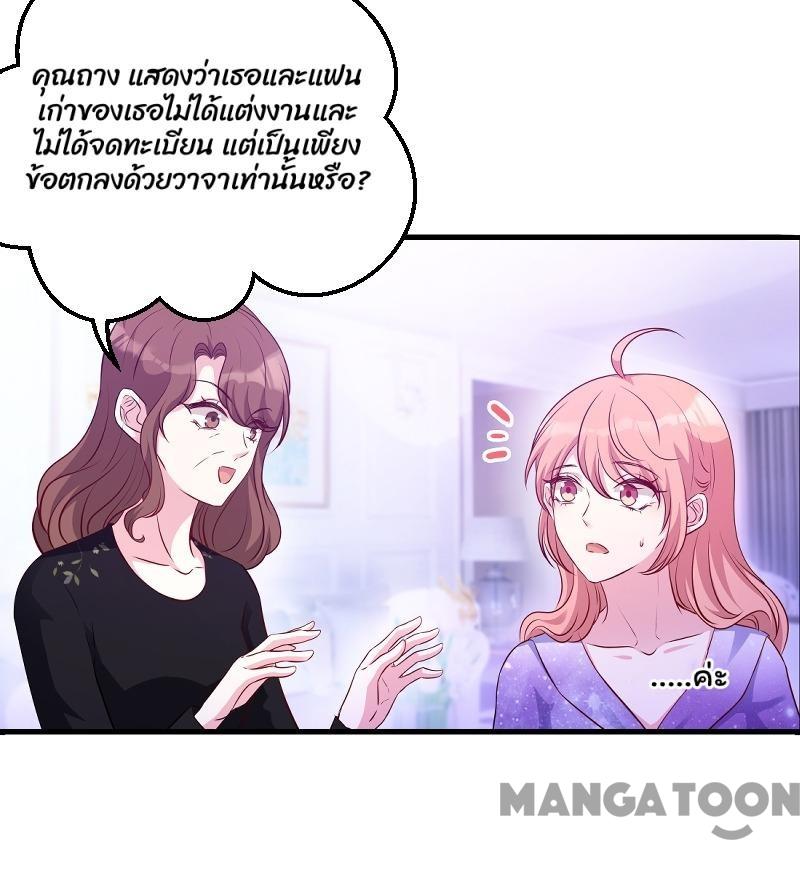 คุณถาง แสดงว่าเธอและแฟน
เก่าของเธอไม่ได้แต่งงานและ
ไม่ได้จดทะเบียน แต่เป็นเพียง
ข้อตกลงด้วยวาจาเท่านั้นหรือ?
.....ค่ะ
MANGATOON